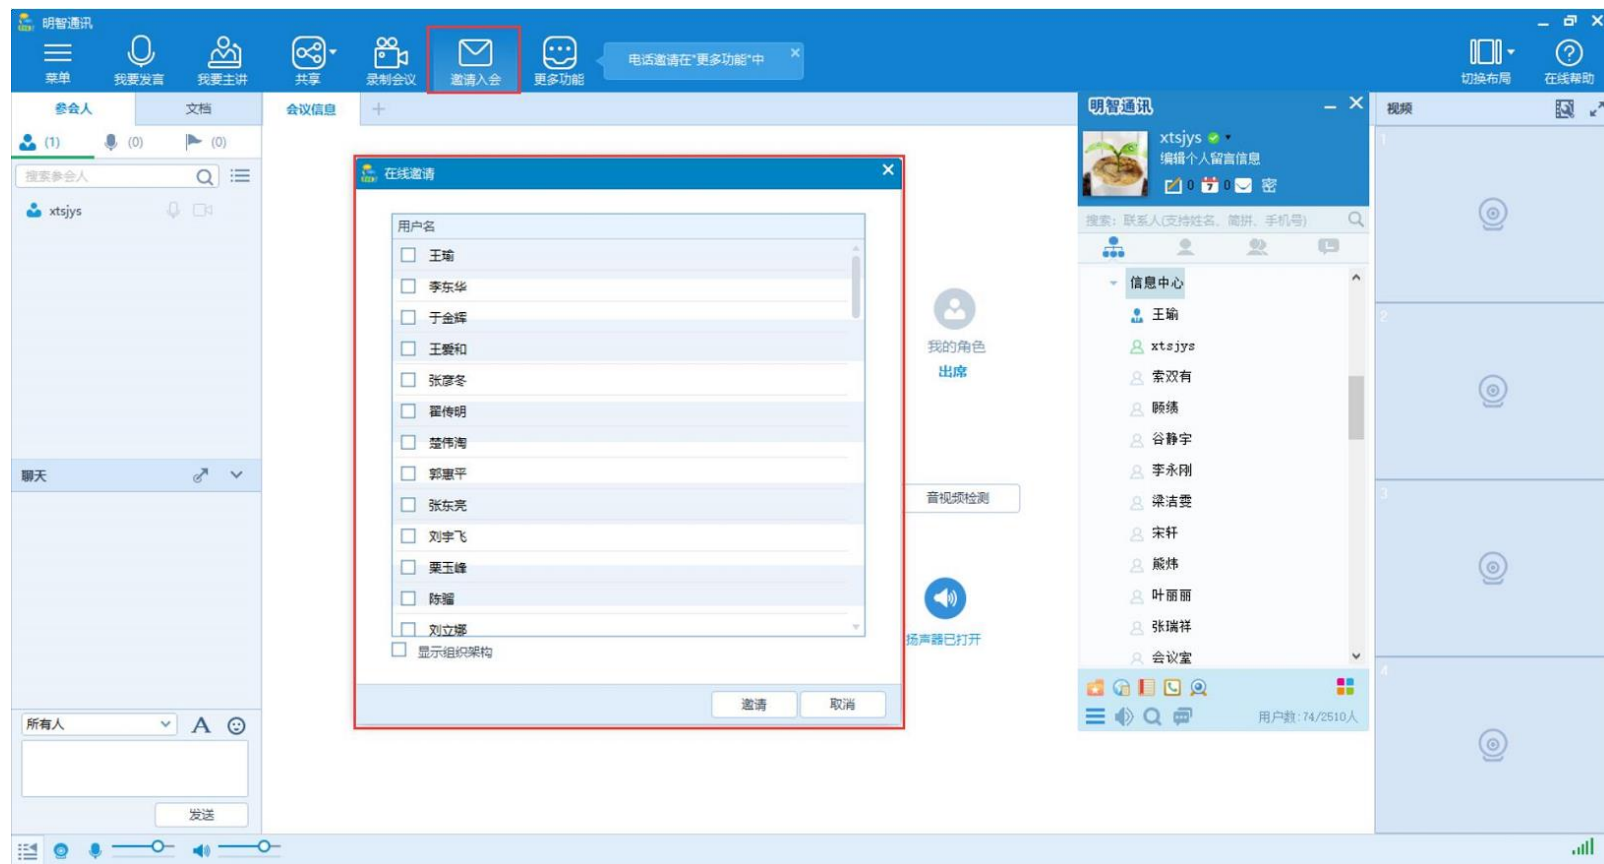 明智通讯
菜单
我要发言
我要主讲
共享
录制会议
邀请入会
更多功能
电话邀请在"更多功能"中
切换布局
在线帮助
参会人
文档
会议信息
(1)
(0)
(0)
搜索参会人
xtsjys
聊天
所有人
发送
在线邀请
用户名
王瑜
李东华
于金辉
王爱和
张彦冬
翟传明
楚伟淘
郭惠平
张东亮
刘宇飞
栗玉峰
陈骝
刘立娜
显示组织架构
邀请
取消
我的角色
出席
音视频检测
扬声器已打开
明智通讯
xtsjys
编辑个人留言信息
0 7 0 密
搜索: 联系人(支持姓名、简拼、手机号)
信息中心
王瑜
xtsjys
索双有
顾绩
谷静宇
李永刚
梁洁雯
宋轩
熊炜
叶丽丽
张瑞祥
会议室
用户数:74/2510人
视频
1
2
3
4